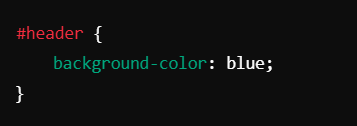 #header {
    background-color: blue;
}